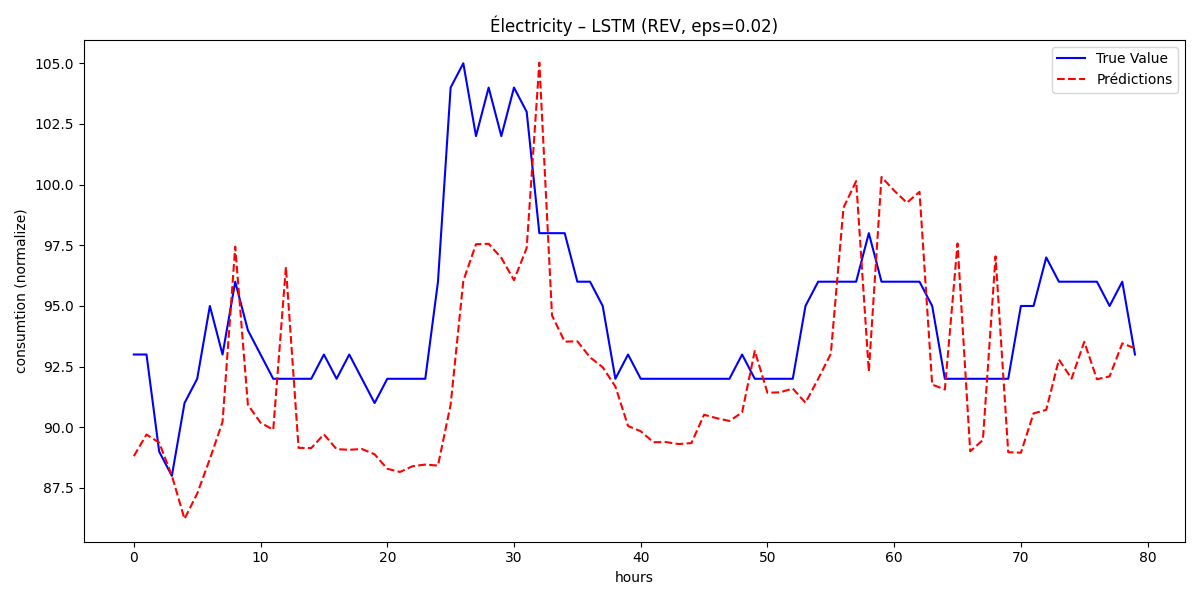 Électricity – LSTM (REV, eps=0.02)
True Value
Prédictions
consumtion (normalize)
105.0
102.5
100.0
97.5
95.0
92.5
90.0
87.5
0 10 20 30 40 50 60 70 80
hours